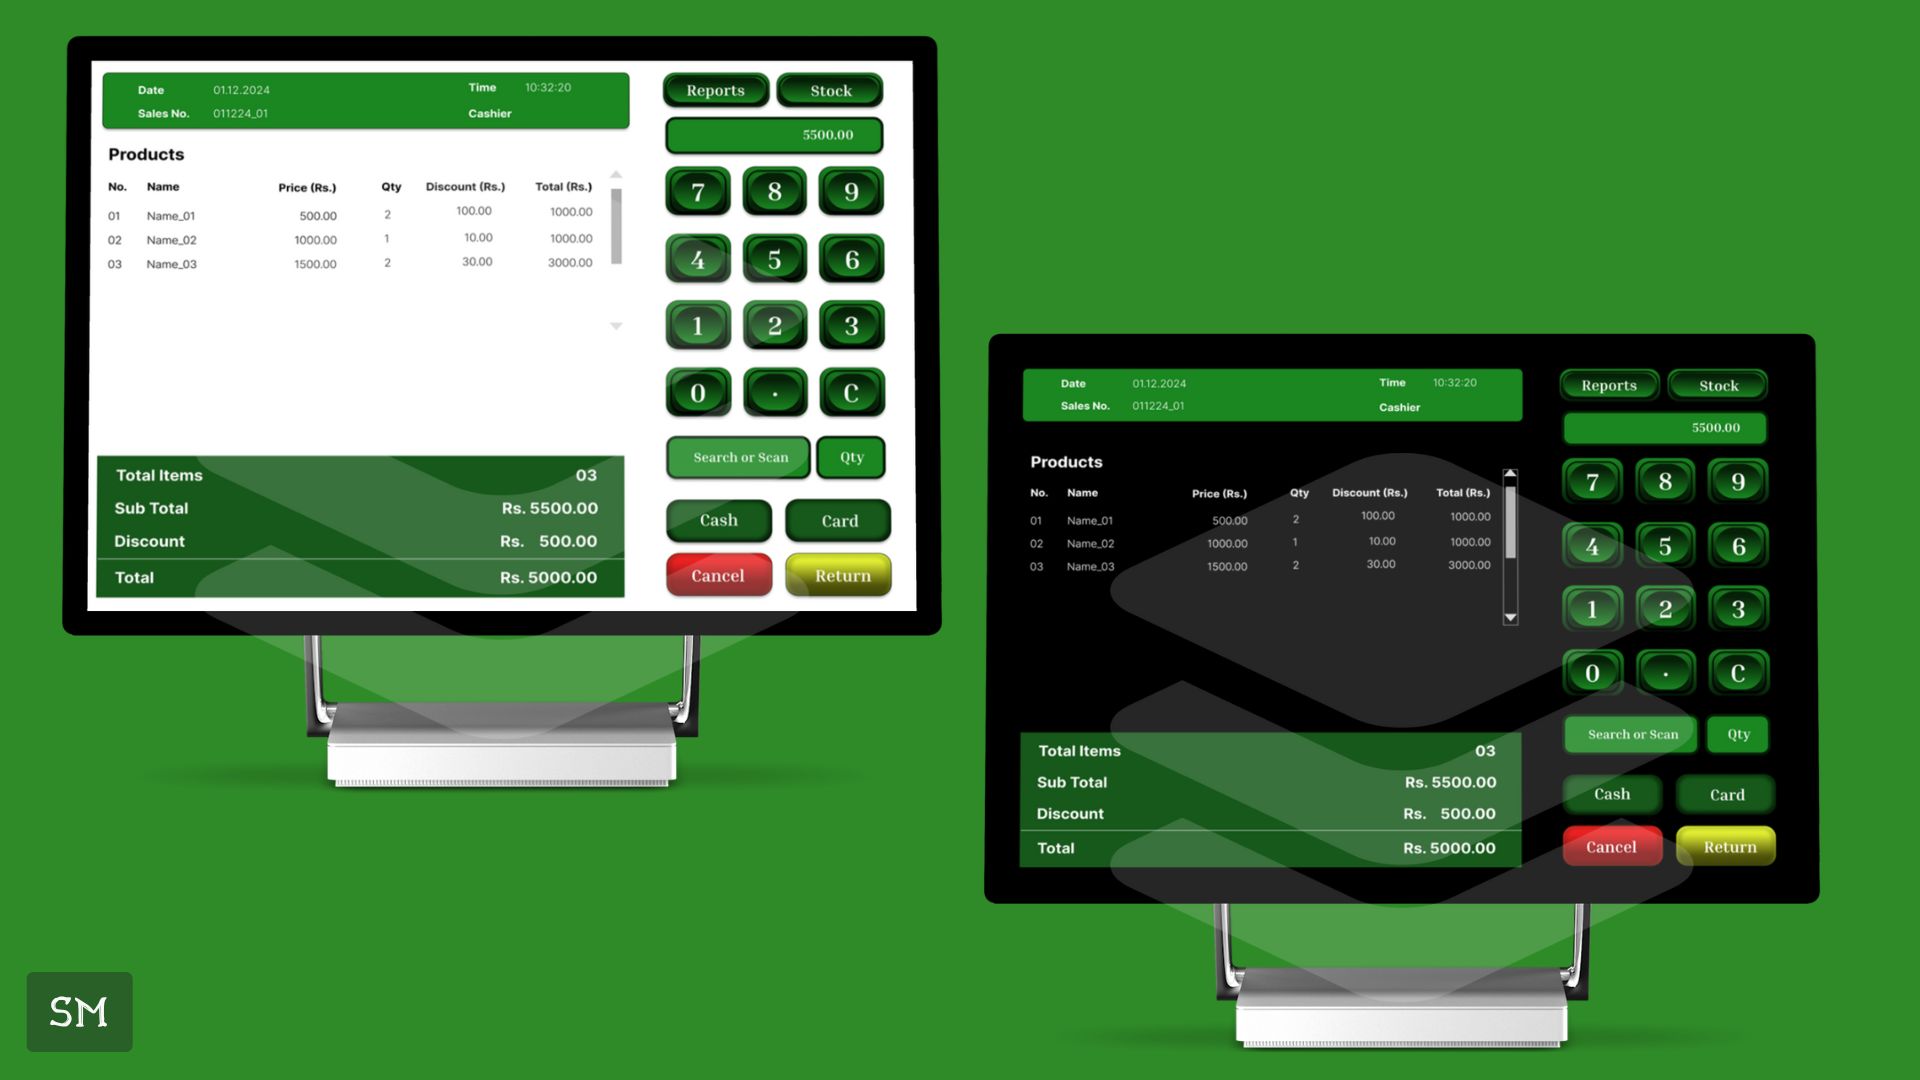 Date 01.12.2024 Time 10:32:20
Sales No. 011224_01 Cashier
Products
No. Name Price (Rs.) Qty Discount (Rs.) Total (Rs.)
01 Name_01 500.00 2 100.00 1000.00
02 Name_02 1000.00 1 10.00 1000.00
03 Name_03 1500.00 2 30.00 3000.00
Total Items 03
Sub Total Rs. 5500.00
Discount Rs. 500.00
Total Rs. 5000.00
Reports Stock
5500.00
7 8 9
4 5 6
1 2 3
0 . C
Search or Scan Qty
Cash Card
Cancel Return
Date 01.12.2024 Time 10:32:20
Sales No. 011224_01 Cashier
Products
No. Name Price (Rs.) Qty Discount (Rs.) Total (Rs.)
01 Name_01 500.00 2 100.00 1000.00
02 Name_02 1000.00 1 10.00 1000.00
03 Name_03 1500.00 2 30.00 3000.00
Total Items 03
Sub Total Rs. 5500.00
Discount Rs. 500.00
Total Rs. 5000.00
Reports Stock
5500.00
7 8 9
4 5 6
1 2 3
0 . C
Search or Scan Qty
Cash Card
Cancel Return
SM